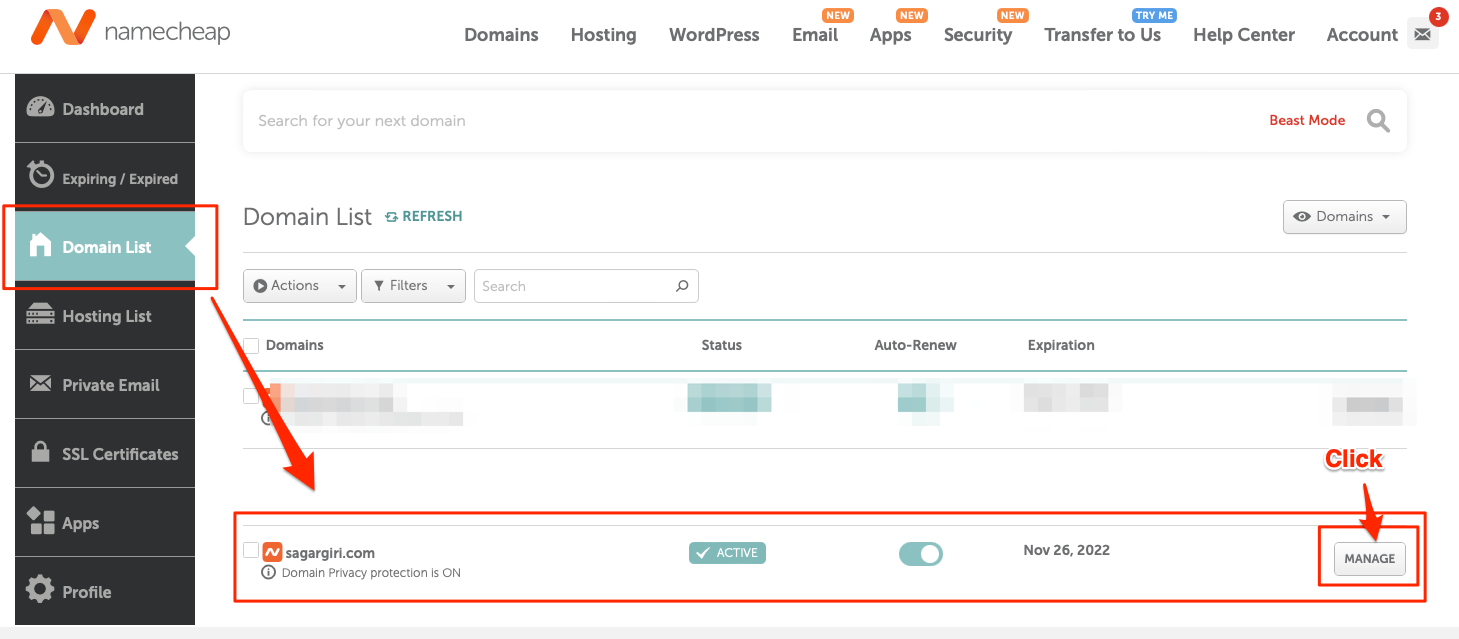 namecheap
Domains
Hosting
WordPress
NEW
Email
NEW
Apps
NEW
Security
TRY ME
Transfer to Us
Help Center
Account
3
Dashboard
Expiring / Expired
Domain List
Hosting List
Private Email
SSL Certificates
Apps
Profile
Search for your next domain
Beast Mode
Domain List
REFRESH
Domains
Actions
Filters
Search
Domains
Status
Auto-Renew
Expiration
Click
sagargiri.com
ACTIVE
Nov 26, 2022
MANAGE
Domain Privacy protection is ON